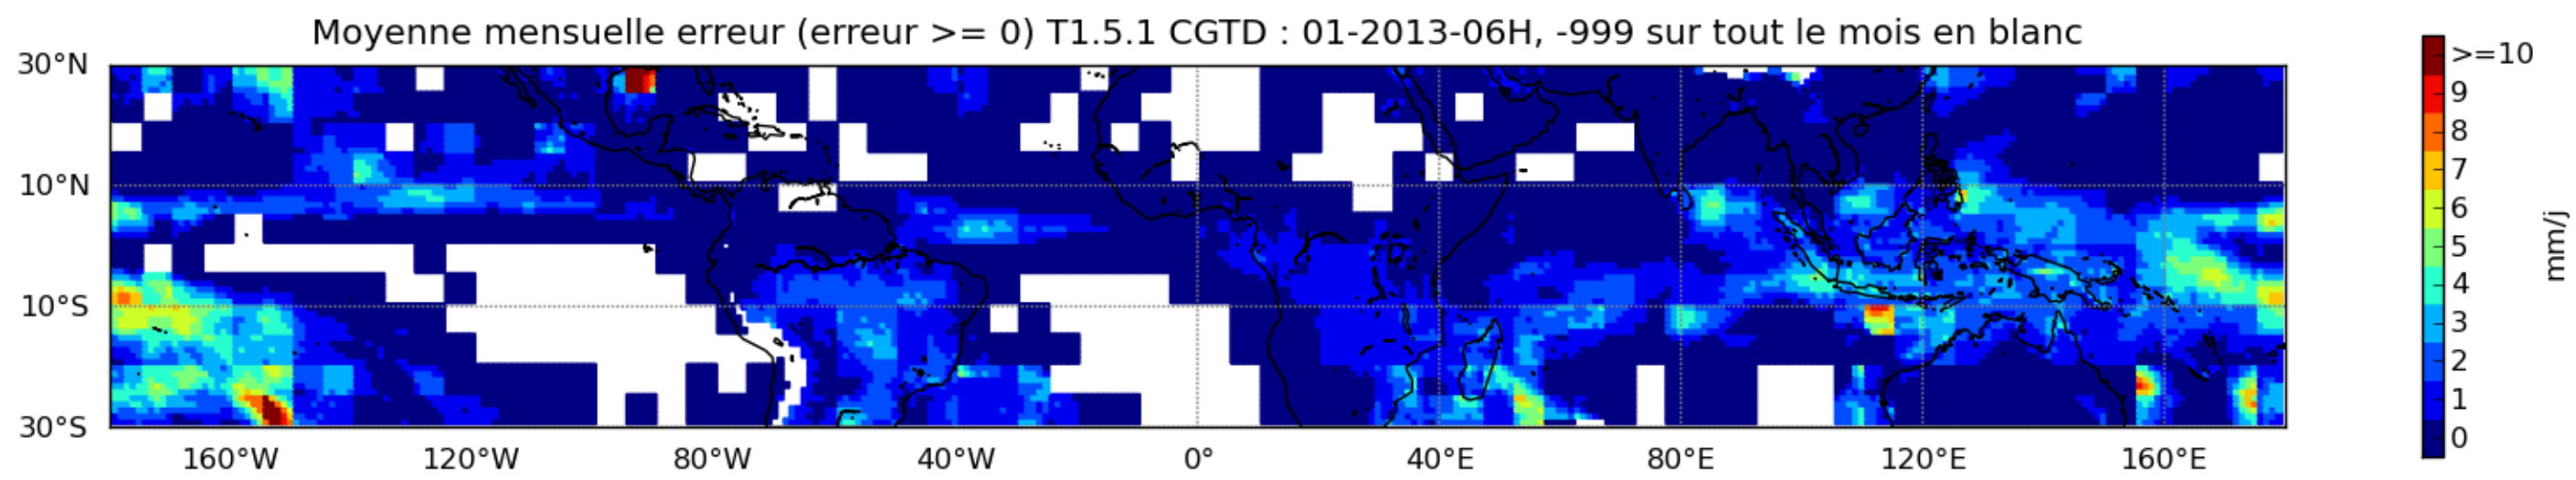 Moyenne mensuelle erreur (erreur >= 0) T1.5.1 CGTD : 01-2013-06H, -999 sur tout le mois en blanc
30°N
10°N
10°S
30°S
160°W 120°W 80°W 40°W 0° 40°E 80°E 120°E 160°E
>=10
9
8
7
6
5
4
3
2
1
0
mm/j